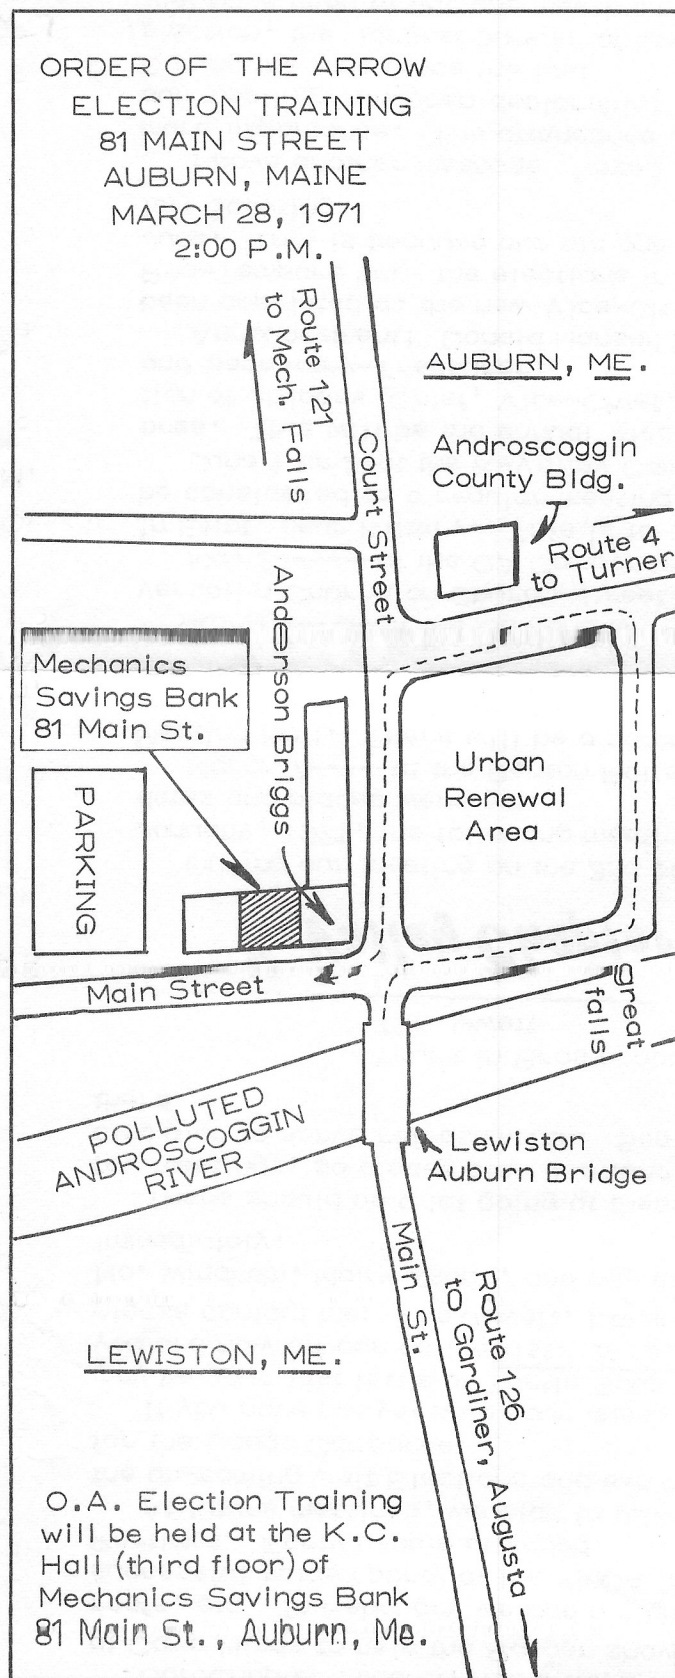 ORDER OF THE ARROW
ELECTION TRAINING
81 MAIN STREET
AUBURN, MAINE
MARCH 28, 1971
2:00 P.M.
Route 121
to Mech. Falls
AUBURN, ME.
Court Street
Androscoggin
County Bldg.
Route 4
to Turner
Anderson Briggs
Mechanics
Savings Bank
81 Main St.
PARKING
Urban
Renewal
Area
Main Street
great
falls
POLLUTED
ANDROSCOGGIN
RIVER
Lewiston
Auburn Bridge
Main St.
Route 126
to Gardiner, Augusta
LEWISTON, ME.
O.A. Election Training
will be held at the K.C.
Hall (third floor) of
Mechanics Savings Bank
81 Main St., Auburn, Me.